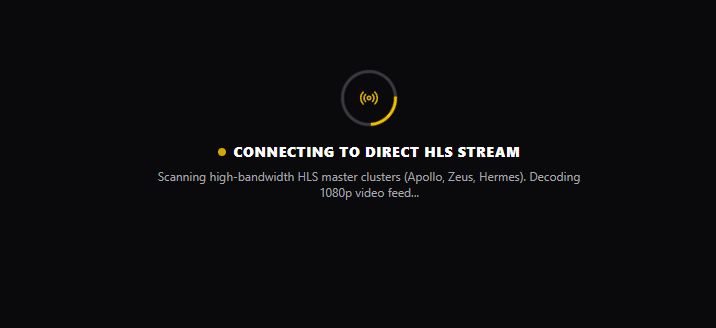 CONNECTING TO DIRECT HLS STREAM
Scanning high-bandwidth HLS master clusters (Apollo, Zeus, Hermes). Decoding
1080p video feed...